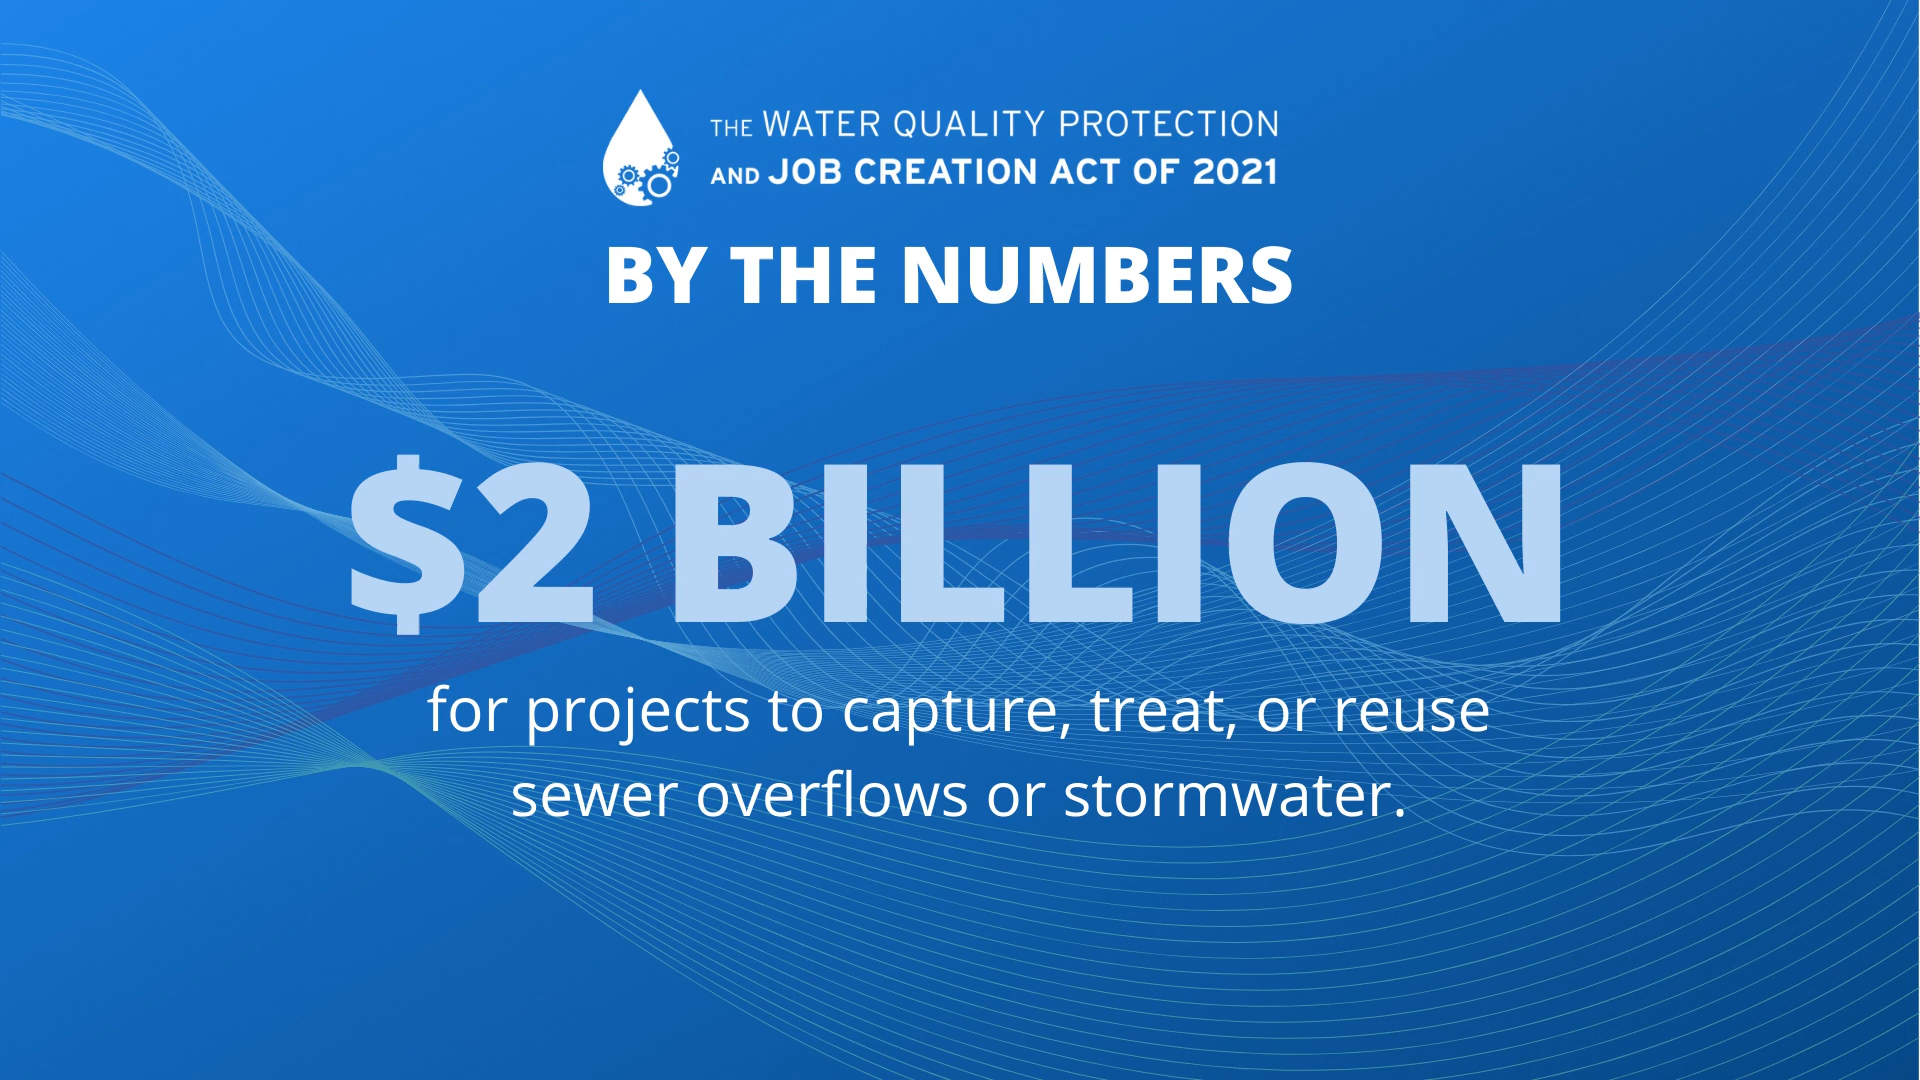 THE WATER QUALITY PROTECTION
AND JOB CREATION ACT OF 2021
BY THE NUMBERS
$2 BILLION
for projects to capture, treat, or reuse
sewer overflows or stormwater.